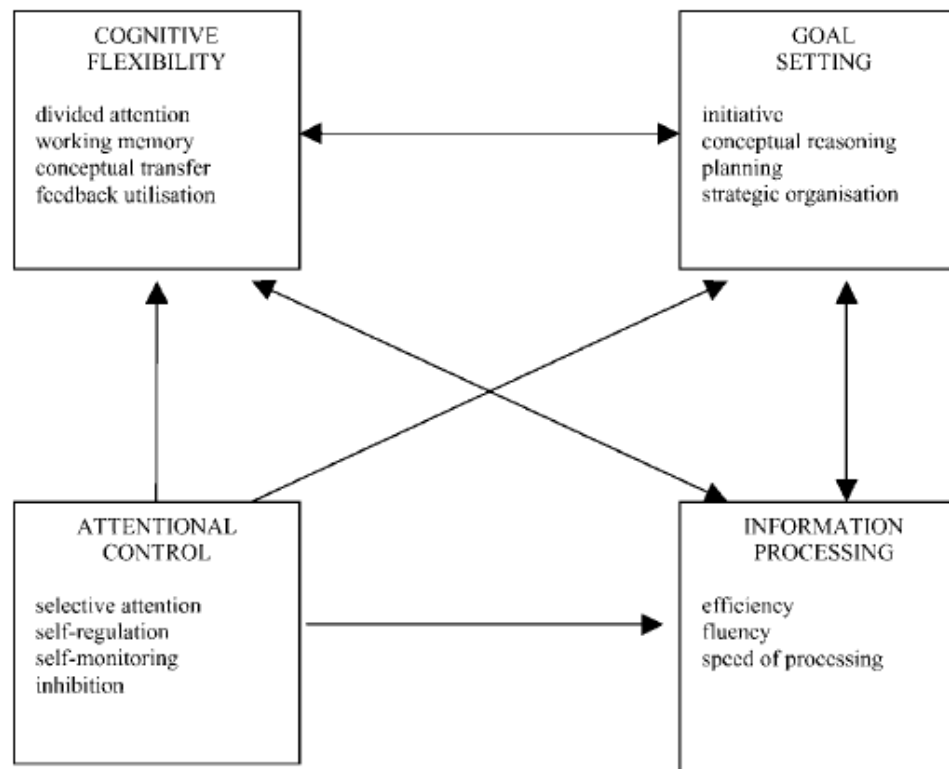 COGNITIVE
FLEXIBILITY
divided attention
working memory
conceptual transfer
feedback utilisation
GOAL
SETTING
initiative
conceptual reasoning
planning
strategic organisation
ATTENTIONAL
CONTROL
selective attention
self-regulation
self-monitoring
inhibition
INFORMATION
PROCESSING
efficiency
fluency
speed of processing